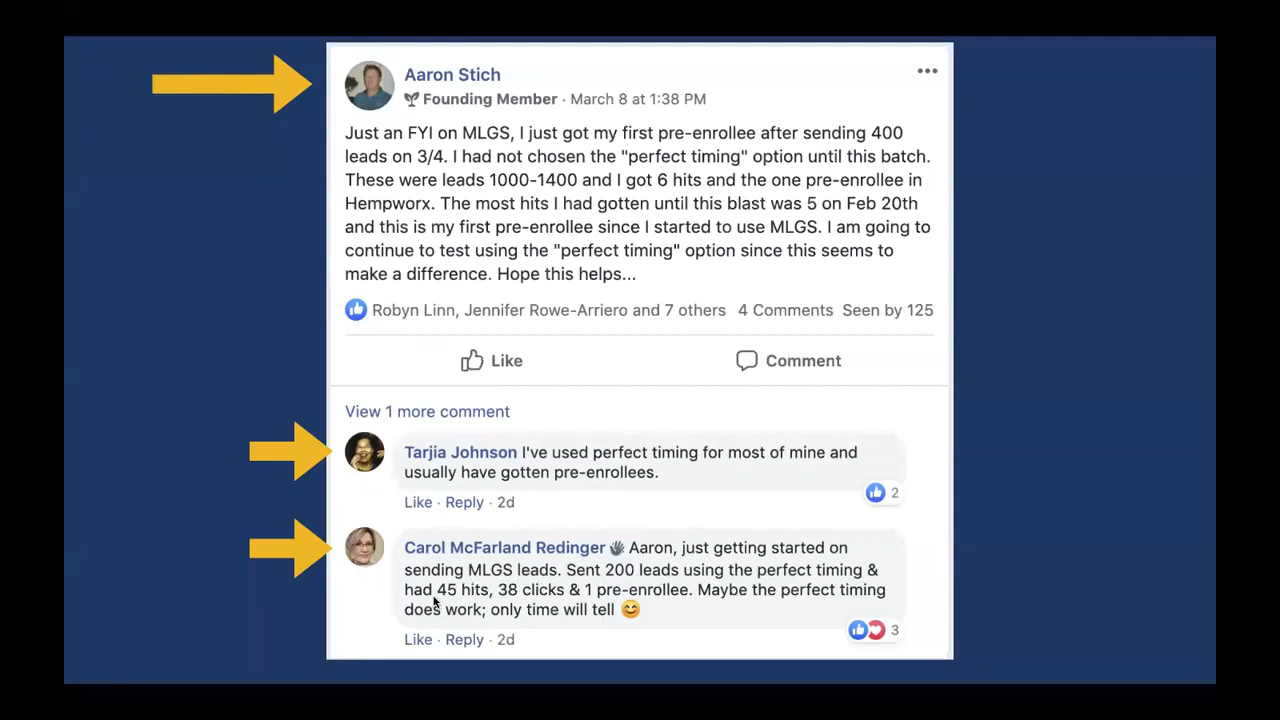 Aaron Stich
Founding Member · March 8 at 1:38 PM
Just an FYI on MLGS, I just got my first pre-enrollee after sending 400
leads on 3/4. I had not chosen the "perfect timing" option until this batch.
These were leads 1000-1400 and I got 6 hits and the one pre-enrollee in
Hempworx. The most hits I had gotten until this blast was 5 on Feb 20th
and this is my first pre-enrollee since I started to use MLGS. I am going to
continue to test using the "perfect timing" option since this seems to
make a difference. Hope this helps...
Robyn Linn, Jennifer Rowe-Arriero and 7 others 4 Comments Seen by 125
Like Comment
View 1 more comment
Tarjia Johnson I've used perfect timing for most of mine and
usually have gotten pre-enrollees.
2
Like · Reply · 2d
Carol McFarland Redinger 👋 Aaron, just getting started on
sending MLGS leads. Sent 200 leads using the perfect timing &
had 45 hits, 38 clicks & 1 pre-enrollee. Maybe the perfect timing
does work; only time will tell 😊
3
Like · Reply · 2d